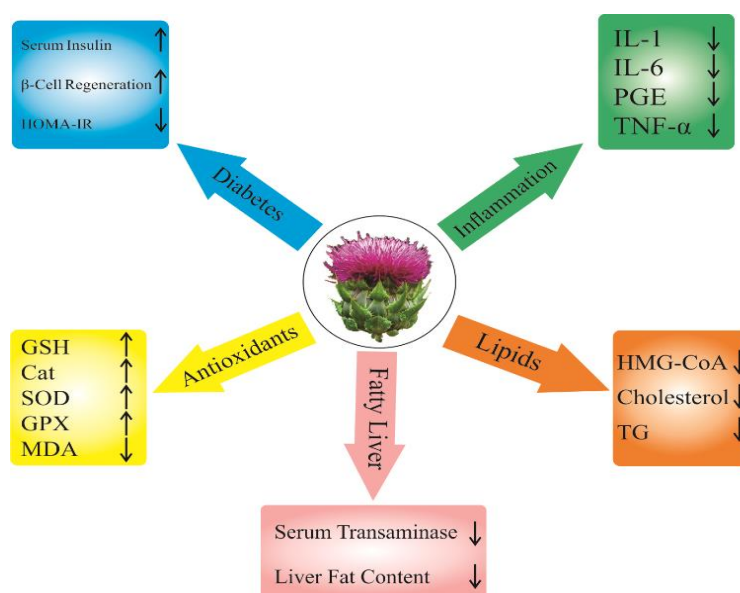 Serum Insulin ↑
β-Cell Regeneration ↑
HOMA-IR ↓
Diabetes
IL-1 ↓
IL-6 ↓
PGE ↓
TNF-α ↓
Inflammation
GSH ↑
Cat ↑
SOD ↑
GPX ↑
MDA ↓
Antioxidants
Lipids
HMG-CoA ↓
Cholesterol ↓
TG ↓
Fatty Liver
Serum Transaminase ↓
Liver Fat Content ↓